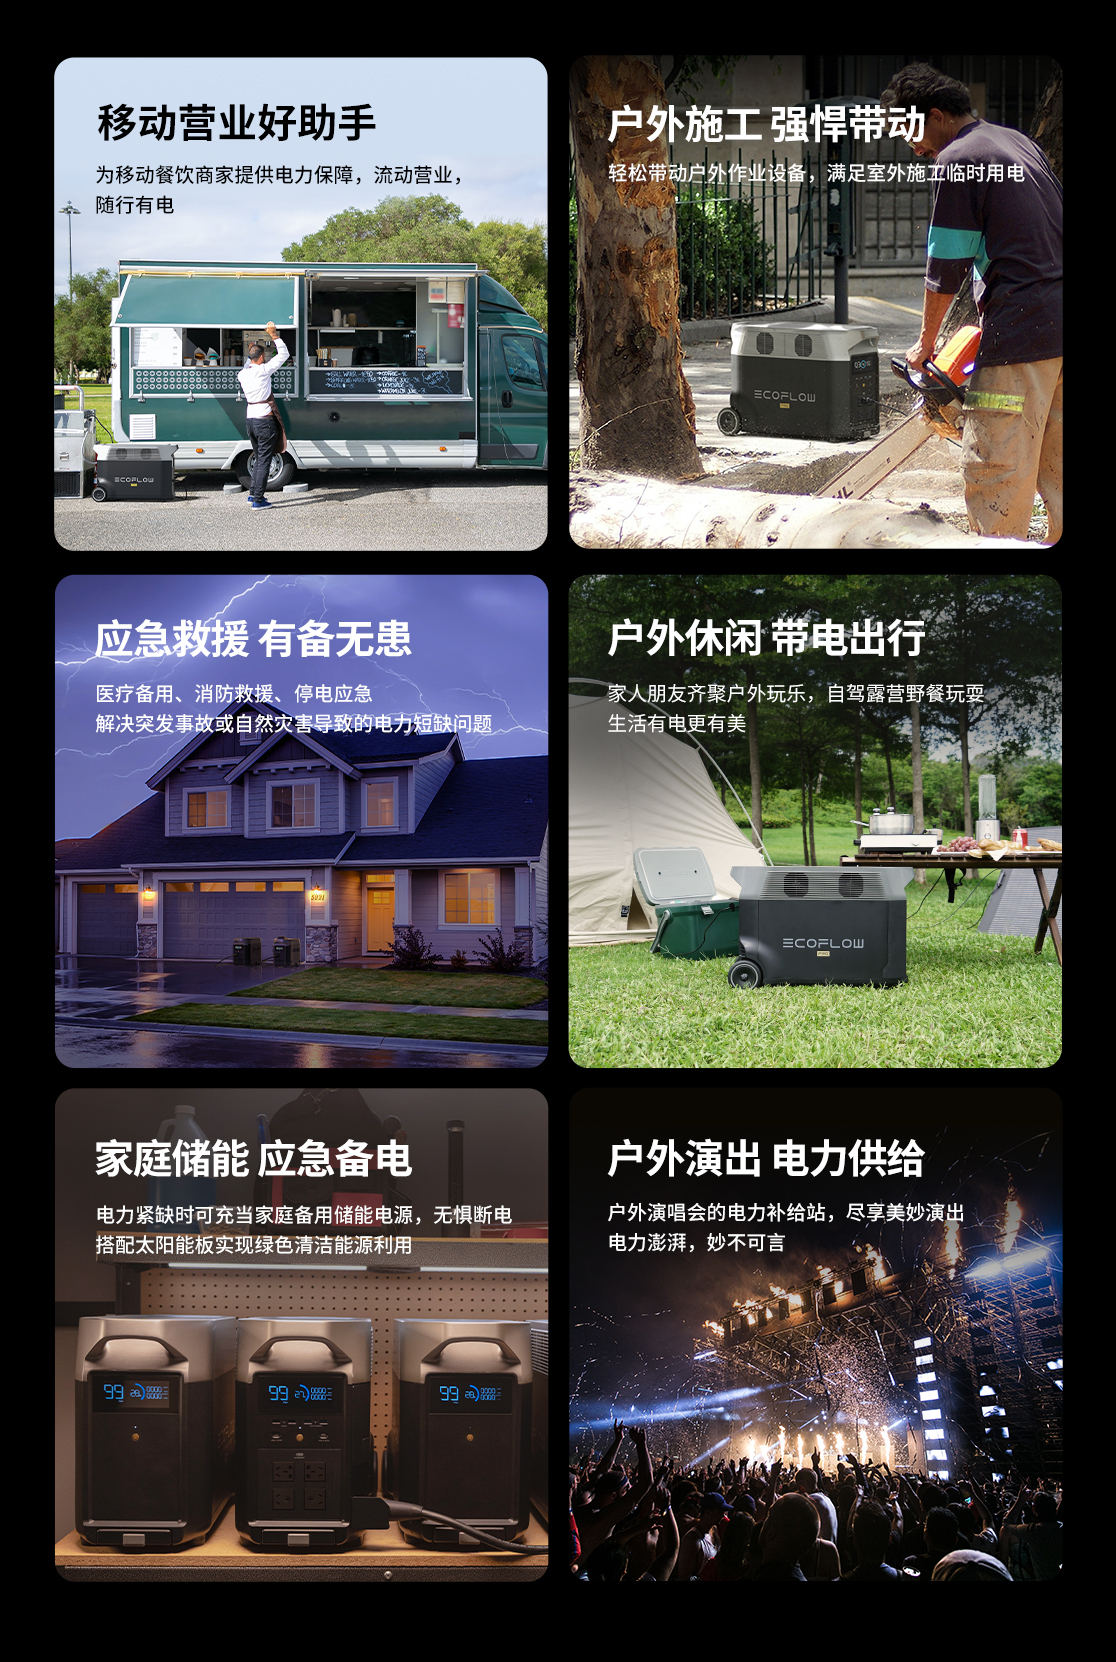 移动营业好助手
为移动餐饮商家提供电力保障，流动营业，
随行有电
ECOFLOW
户外施工 强悍带动
轻松带动户外作业设备，满足室外施工临时用电
ECOFLOW
应急救援 有备无患
医疗备用、消防救援、停电应急
解决突发事故或自然灾害导致的电力短缺问题
户外休闲 带电出行
家人朋友齐聚户外玩乐，自驾露营野餐玩耍
生活有电更有美
ECOFLOW
家庭储能 应急备电
电力紧缺时可充当家庭备用储能电源，无惧断电
搭配太阳能板实现绿色清洁能源利用
99
99
99
户外演出 电力供给
户外演唱会的电力补给站，尽享美妙演出
电力澎湃，妙不可言